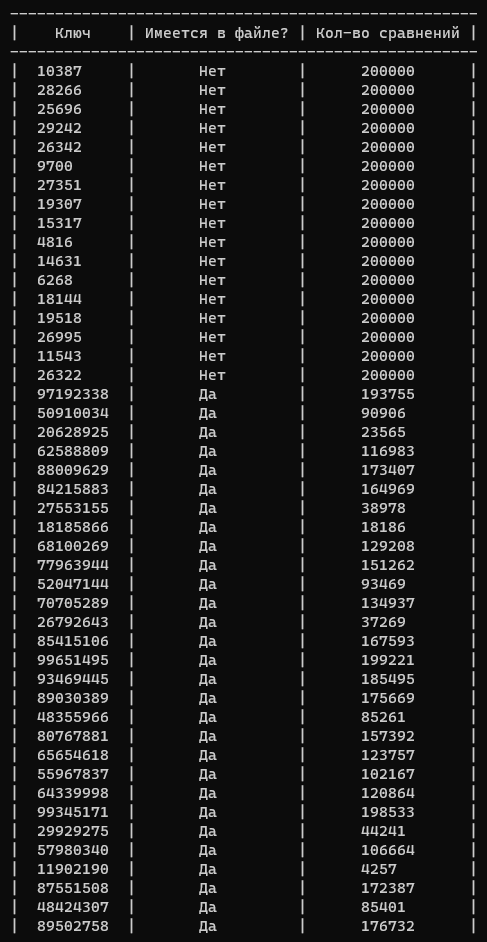 | Ключ | Имеется в файле? | Кол-во сравнений |
| 10387 | Нет | 200000 |
| 28266 | Нет | 200000 |
| 25696 | Нет | 200000 |
| 29242 | Нет | 200000 |
| 26342 | Нет | 200000 |
| 9700 | Нет | 200000 |
| 27351 | Нет | 200000 |
| 19307 | Нет | 200000 |
| 15317 | Нет | 200000 |
| 4816 | Нет | 200000 |
| 14631 | Нет | 200000 |
| 6268 | Нет | 200000 |
| 18144 | Нет | 200000 |
| 19518 | Нет | 200000 |
| 26995 | Нет | 200000 |
| 11543 | Нет | 200000 |
| 26322 | Нет | 200000 |
| 97192338 | Да | 193755 |
| 50910034 | Да | 90906 |
| 20628925 | Да | 23565 |
| 62588809 | Да | 116983 |
| 88009629 | Да | 173407 |
| 84215883 | Да | 164969 |
| 27553155 | Да | 38978 |
| 18185866 | Да | 18186 |
| 68100269 | Да | 129208 |
| 77963944 | Да | 151262 |
| 52047144 | Да | 93469 |
| 70705289 | Да | 134937 |
| 26792643 | Да | 37269 |
| 85415106 | Да | 167593 |
| 99651495 | Да | 199221 |
| 93469445 | Да | 185495 |
| 89030389 | Да | 175669 |
| 48355966 | Да | 85261 |
| 80767881 | Да | 157392 |
| 65654618 | Да | 123757 |
| 55967837 | Да | 102167 |
| 64339998 | Да | 120864 |
| 99345171 | Да | 198533 |
| 29929275 | Да | 44241 |
| 57980340 | Да | 106664 |
| 11902190 | Да | 4257 |
| 87551508 | Да | 172387 |
| 48424307 | Да | 85401 |
| 89502758 | Да | 176732 |